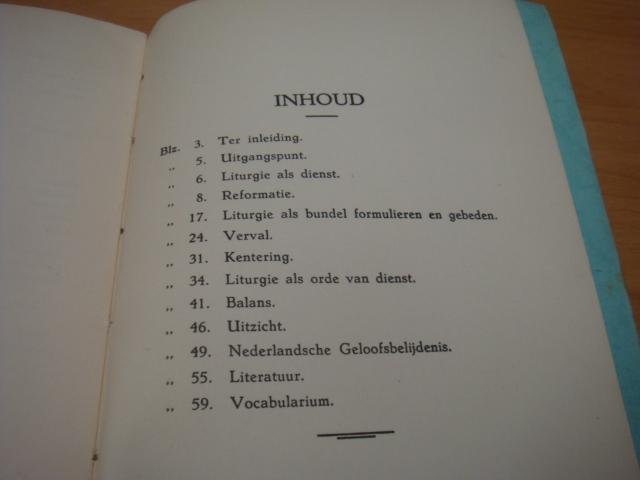 INHOUD
Blz. 3. Ter inleiding.
„ 5. Uitgangspunt.
„ 6. Liturgie als dienst.
„ 8. Reformatie.
„ 17. Liturgie als bundel formulieren en gebeden.
„ 24. Verval.
„ 31. Kentering.
„ 34. Liturgie als orde van dienst.
„ 41. Balans.
„ 46. Uitzicht.
„ 49. Nederlandsche Geloofsbelijdenis.
„ 55. Literatuur.
„ 59. Vocabularium.